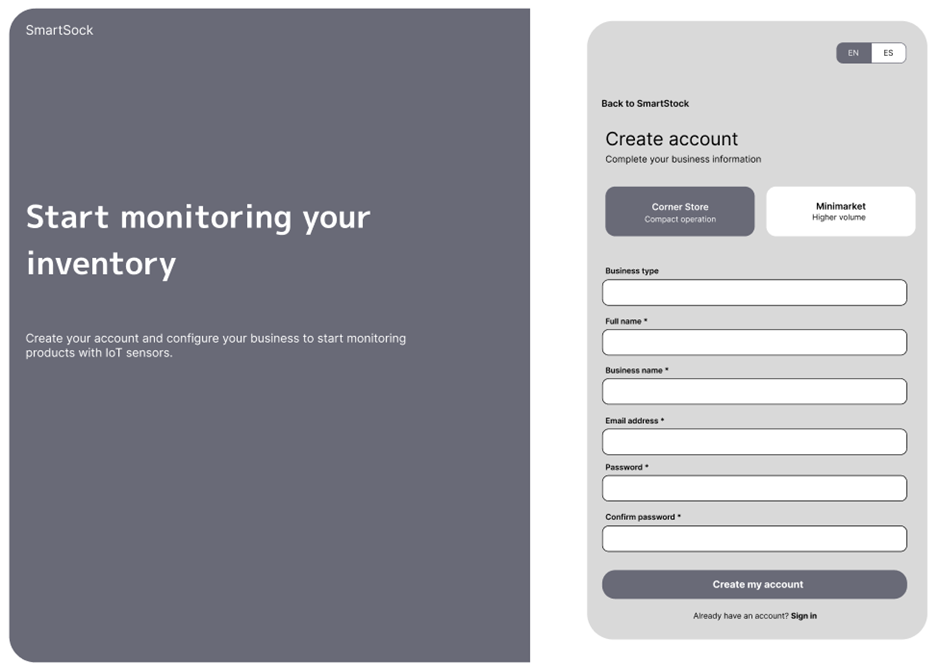 SmartSock
Start monitoring your
inventory
Create your account and configure your business to start monitoring
products with IoT sensors.
EN
ES
Back to SmartStock
Create account
Complete your business information
Corner Store
Compact operation
Minimarket
Higher volume
Business type
Full name *
Business name *
Email address *
Password *
Confirm password *
Create my account
Already have an account? Sign in